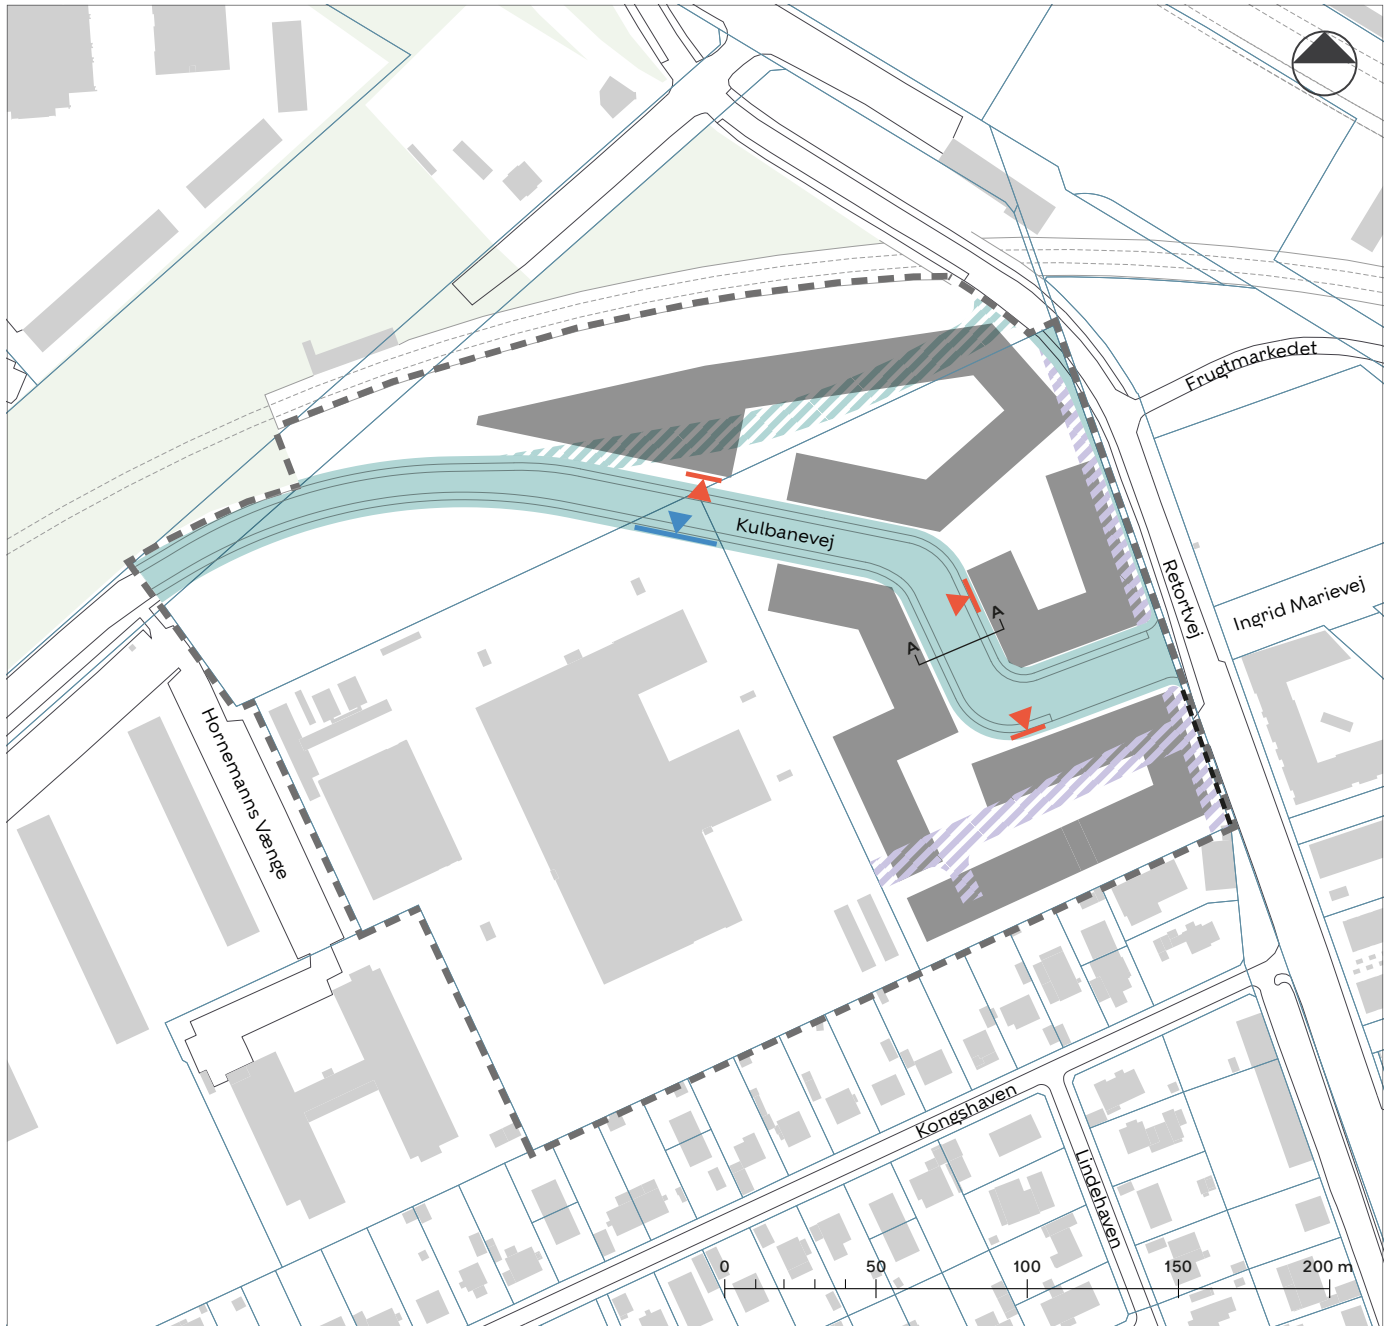 Frugtmarkedet
Kulbanevej
Retortvej
Ingrid Marievej
A
A
Hornemanns Vænge
Kongshaven
Lindehaven
0 50 100 150 200 m